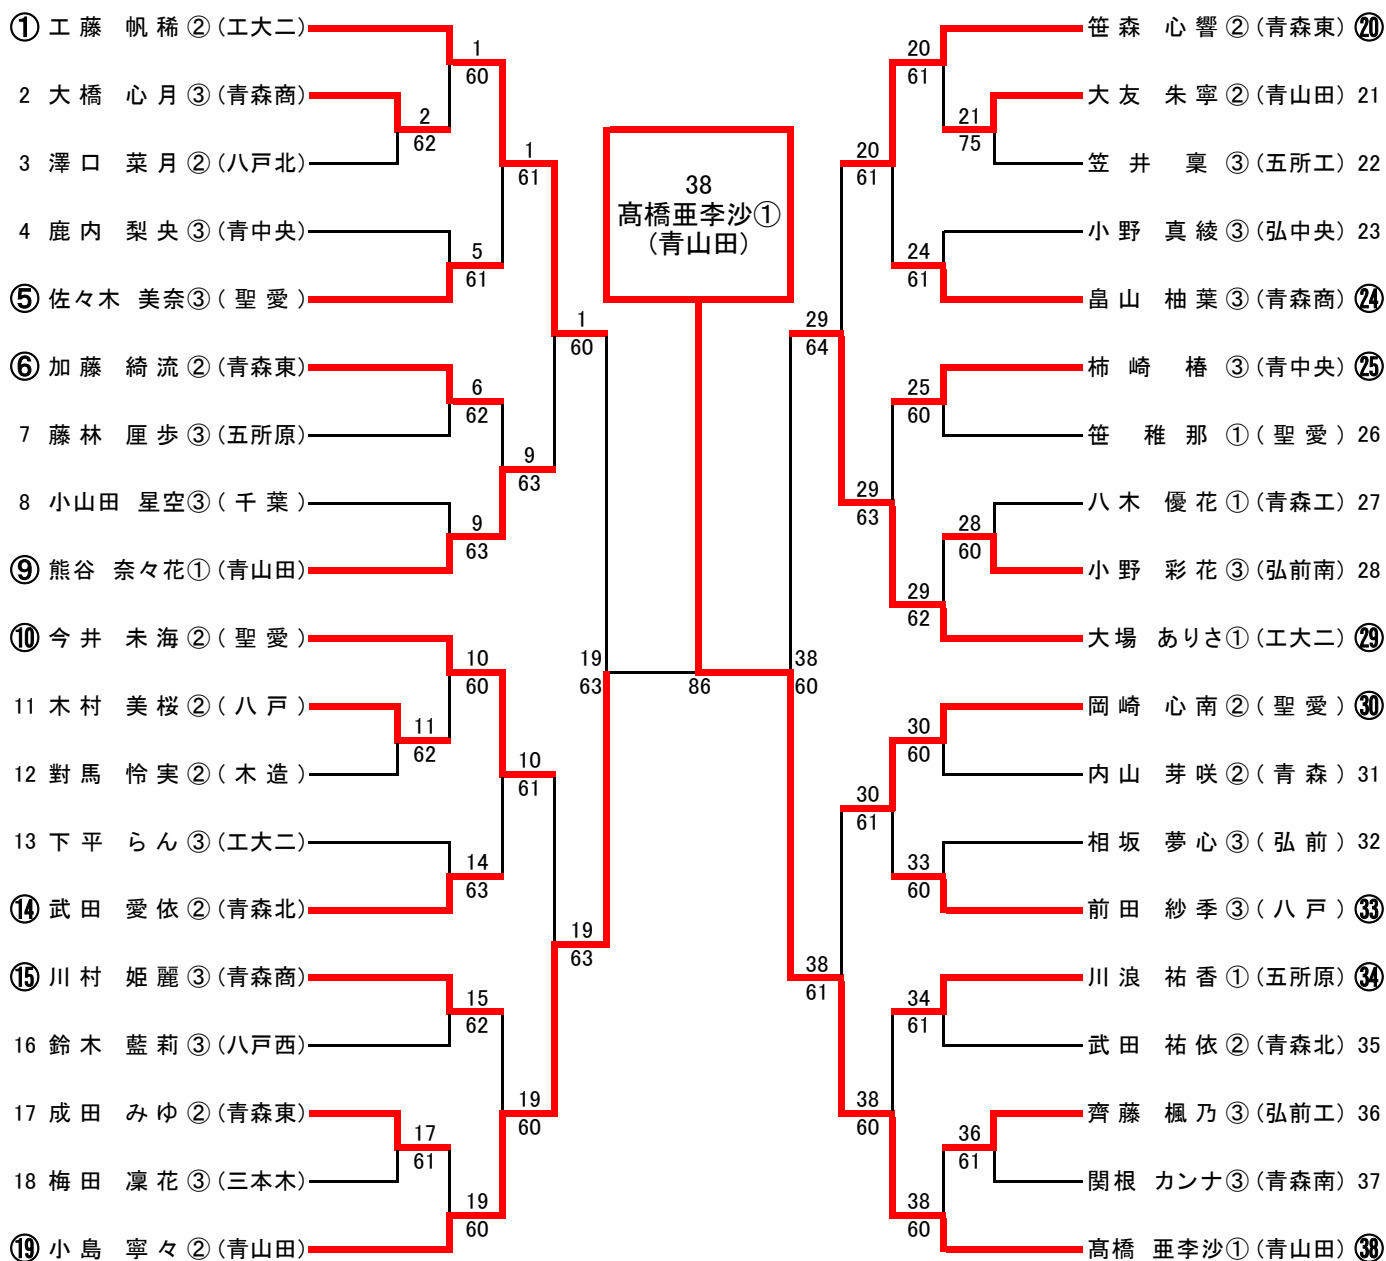 ① 工藤 帆稀 ② (工大二)
2 大橋 心月 ③ (青森商)
3 澤口 菜月 ② (八戸北)
4 鹿内 梨央 ③ (青中央)
⑤ 佐々木 美奈 ③ (聖愛)
⑥ 加藤 綺流 ② (青森東)
7 藤林 厘歩 ③ (五所原)
8 小山田 星空 ③ (千葉)
⑨ 熊谷 奈々花 ① (青山田)
⑩ 今井 未海 ② (聖愛)
11 木村 美桜 ② (八戸)
12 對馬 怜実 ② (木造)
13 下平 らん ③ (工大二)
⑭ 武田 愛依 ② (青森北)
⑮ 川村 姫麗 ③ (青森商)
16 鈴木 藍莉 ③ (八戸西)
17 成田 みゆ ② (青森東)
18 梅田 凜花 ③ (三本木)
⑲ 小島 寧々 ② (青山田)
2
62
11
62
17
61
1
60
5
61
6
62
9
63
10
60
14
63
15
62
19
60
1
61
9
63
10
61
19
60
1
60
19
63
19
63
38
髙橋亜李沙①
(青山田)
86
38
60
29
64
38
61
20
61
29
63
30
61
38
60
20
61
24
61
25
60
29
62
30
60
33
60
34
61
38
60
21
75
28
60
36
61
笹森 心響 ② (青森東) ⑳
大友 朱寧 ② (青山田) 21
笠井 稟 ③ (五所工) 22
小野 真綾 ③ (弘中央) 23
畠山 柚葉 ③ (青森商) ㉔
柿崎 椿 ③ (青中央) ㉕
笹 稚那 ① (聖愛) 26
八木 優花 ① (青森工) 27
小野 彩花 ③ (弘前南) 28
大場 ありさ ① (工大二) ㉙
岡崎 心南 ② (聖愛) ㉚
内山 芽咲 ② (青森) 31
相坂 夢心 ③ (弘前) 32
前田 紗季 ③ (八戸) ㉝
川浪 祐香 ① (五所原) ㉞
武田 祐依 ② (青森北) 35
齊藤 楓乃 ③ (弘前工) 36
関根 カンナ ③ (青森南) 37
髙橋 亜李沙 ① (青山田) ㊳